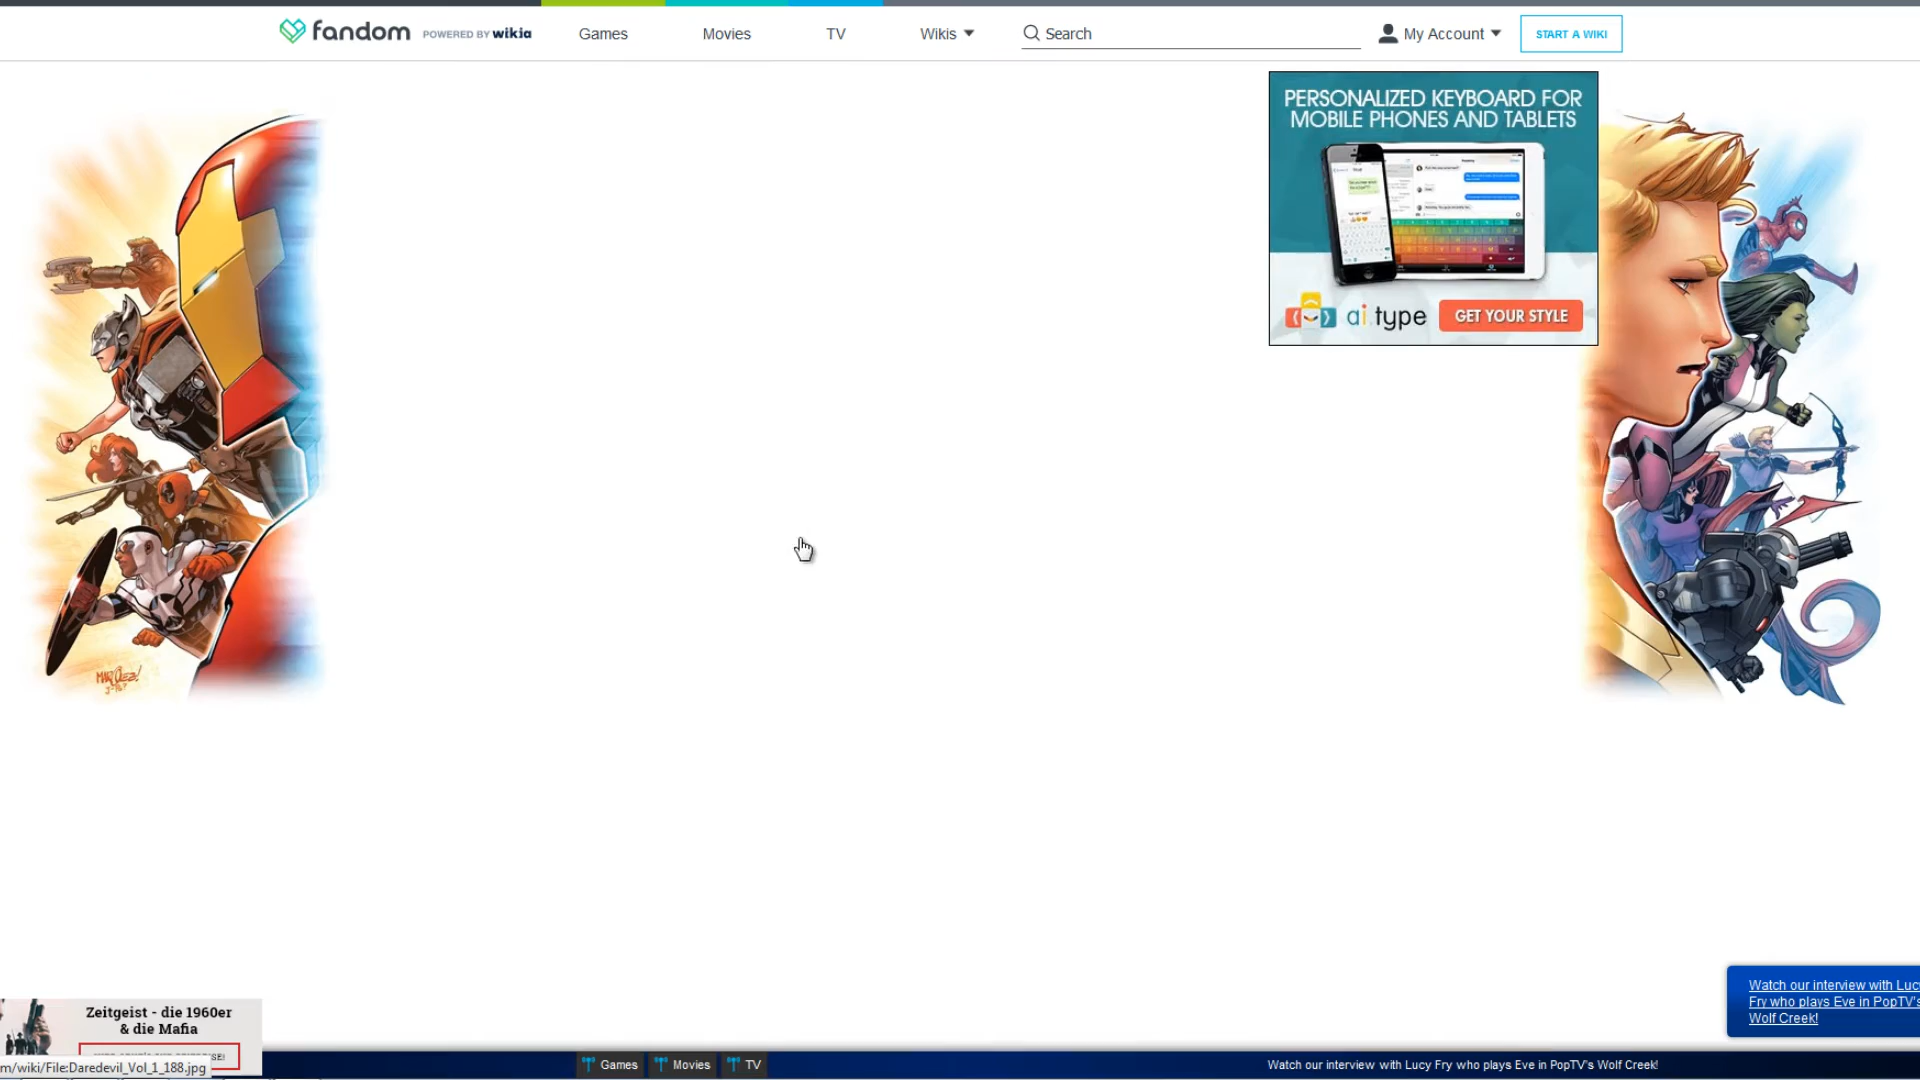 fandom POWERED BY wikia
Games
Movies
TV
Wikis
Search
My Account
START A WIKI
PERSONALIZED KEYBOARD FOR
MOBILE PHONES AND TABLETS
ai.type
GET YOUR STYLE
MARQUEZ!
Watch our interview with Luc
Fry who plays Eve in PopTV's
Wolf Creek!
Zeitgeist - die 1960er
& die Mafia
m/wiki/File:Daredevil_Vol_1_188.jpg
Games
Movies
TV
Watch our interview with Lucy Fry who plays Eve in PopTV's Wolf Creek!